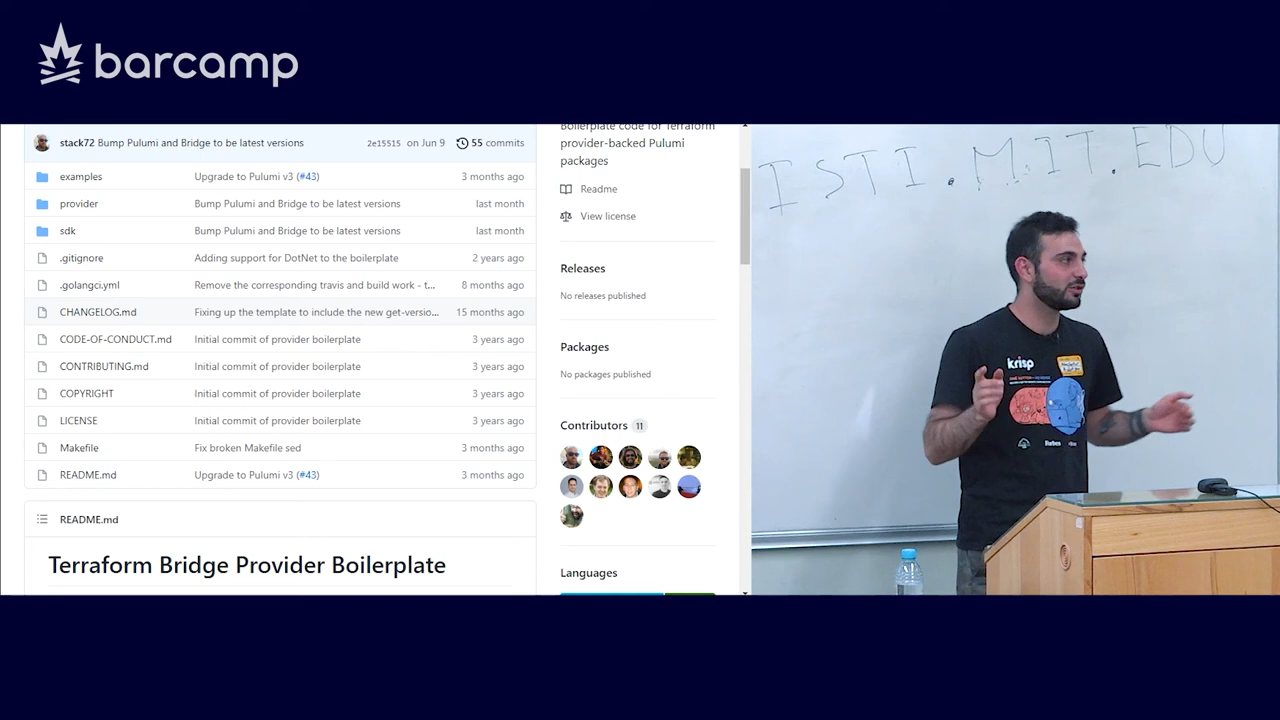 barcamp
stack72 Bump Pulumi and Bridge to be latest versions 2e15515 on Jun 9 55 commits
examples Upgrade to Pulumi v3 (#43) 3 months ago
provider Bump Pulumi and Bridge to be latest versions last month
sdk Bump Pulumi and Bridge to be latest versions last month
.gitignore Adding support for DotNet to the boilerplate 2 years ago
.golangci.yml Remove the corresponding travis and build work - t... 8 months ago
CHANGELOG.md Fixing up the template to include the new get-versio... 15 months ago
CODE-OF-CONDUCT.md Initial commit of provider boilerplate 3 years ago
CONTRIBUTING.md Initial commit of provider boilerplate 3 years ago
COPYRIGHT Initial commit of provider boilerplate 3 years ago
LICENSE Initial commit of provider boilerplate 3 years ago
Makefile Fix broken Makefile sed 3 months ago
README.md Upgrade to Pulumi v3 (#43) 3 months ago
README.md
Terraform Bridge Provider Boilerplate
Boilerplate code for Terraform
provider-backed Pulumi
packages
Readme
View license
Releases
No releases published
Packages
No packages published
Contributors 11
Languages
ISTI.MIT.EDU
krisp
Forbes